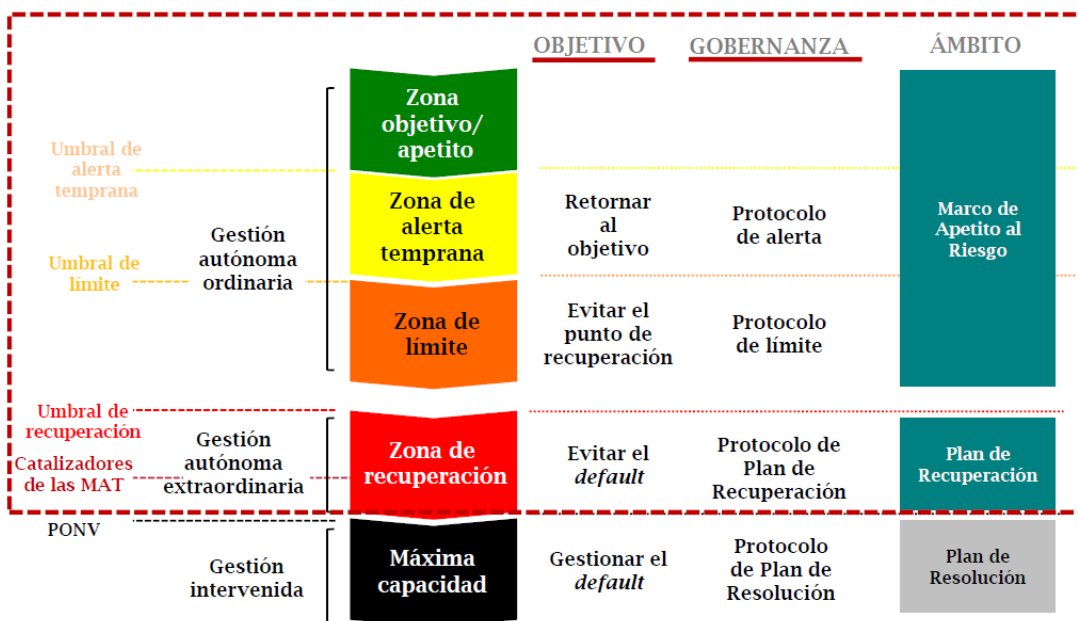 OBJETIVO
GOBERNANZA
ÁMBITO
Zona
objetivo/
apetito
Umbral de
alerta
temprana
Zona de
alerta
temprana
Retornar
al
objetivo
Protocolo
de alerta
Marco de
Apetito al
Riesgo
Gestión
autónoma
ordinaria
Umbral de
límite
Zona de
límite
Evitar el
punto de
recuperación
Protocolo
de límite
Umbral de
recuperación
Catalizadores
de las MAT
Gestión
autónoma
extraordinaria
Zona de
recuperación
Evitar el
default
Protocolo de
Plan de
Recuperación
Plan de
Recuperación
PONV
Gestión
intervenida
Máxima
capacidad
Gestionar el
default
Protocolo
de Plan de
Resolución
Plan de
Resolución